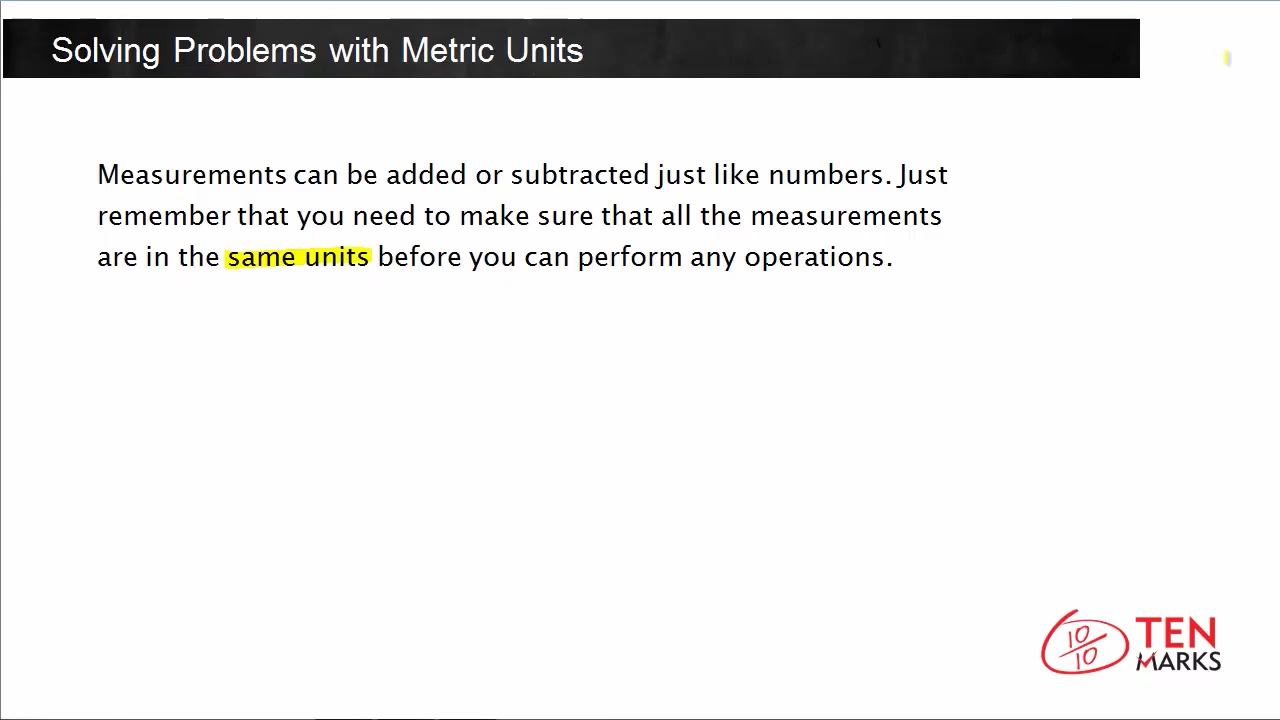 Solving Problems with Metric Units
Measurements can be added or subtracted just like numbers. Just
remember that you need to make sure that all the measurements
are in the same units before you can perform any operations.
10
10
TEN
MARKS